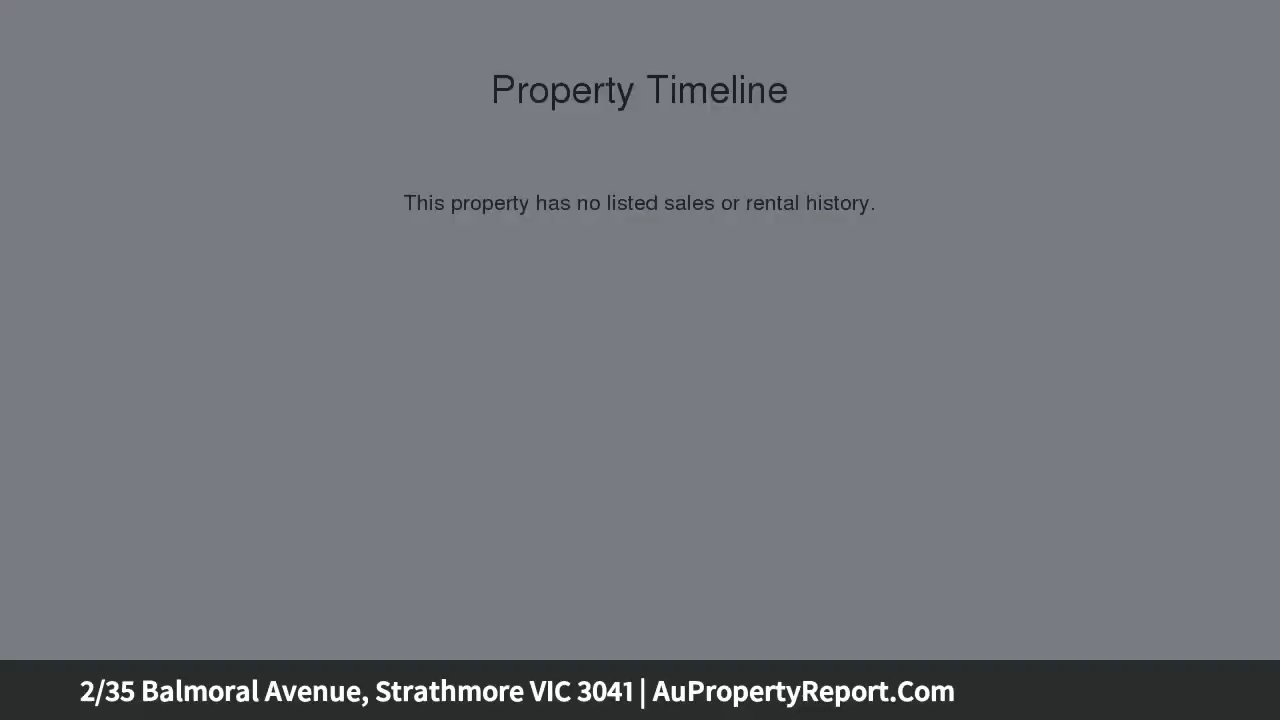 Property Timeline
This property has no listed sales or rental history.
2/35 Balmoral Avenue, Strathmore VIC 3041 | AuPropertyReport.Com